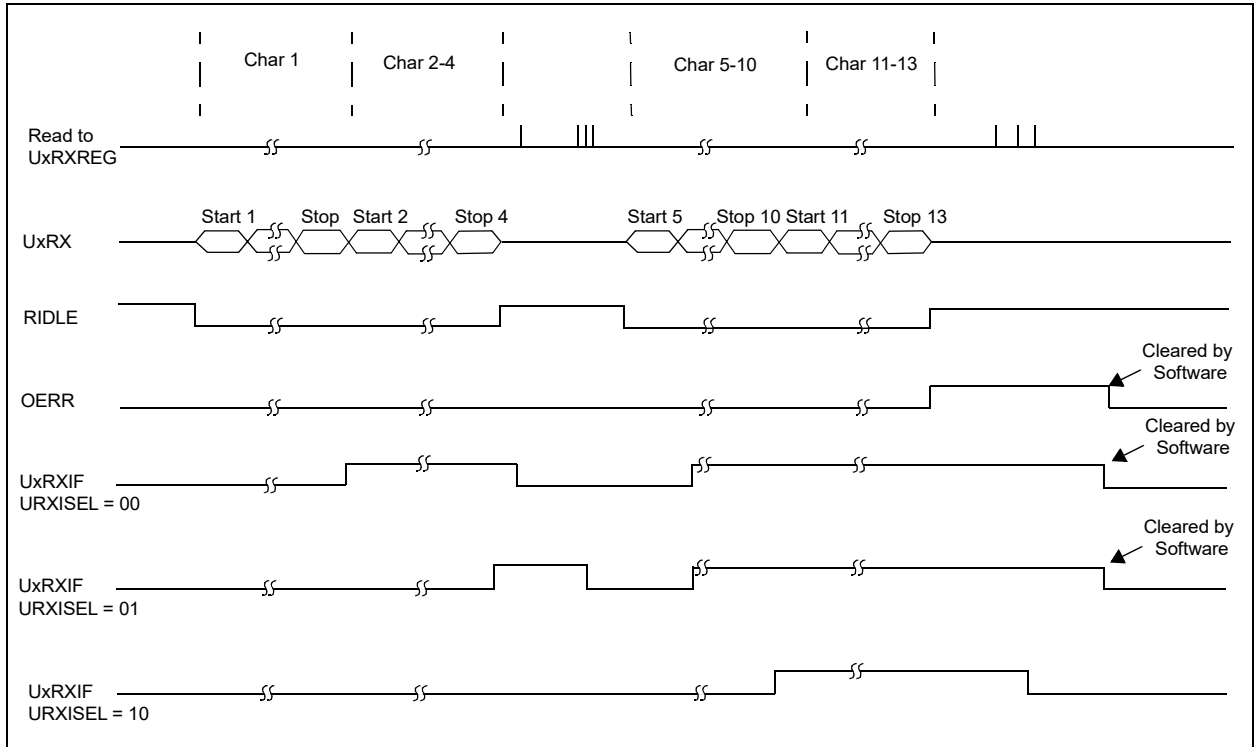 Char 1
Char 2-4
Char 5-10
Char 11-13
Read to
UxRXREG
Start 1
Stop
Start 2
Stop 4
Start 5
Stop 10
Start 11
Stop 13
UxRX
RIDLE
Cleared by
Software
OERR
Cleared by
Software
UxRXIF
URXISEL = 00
Cleared by
Software
UxRXIF
URXISEL = 01
UxRXIF
URXISEL = 10